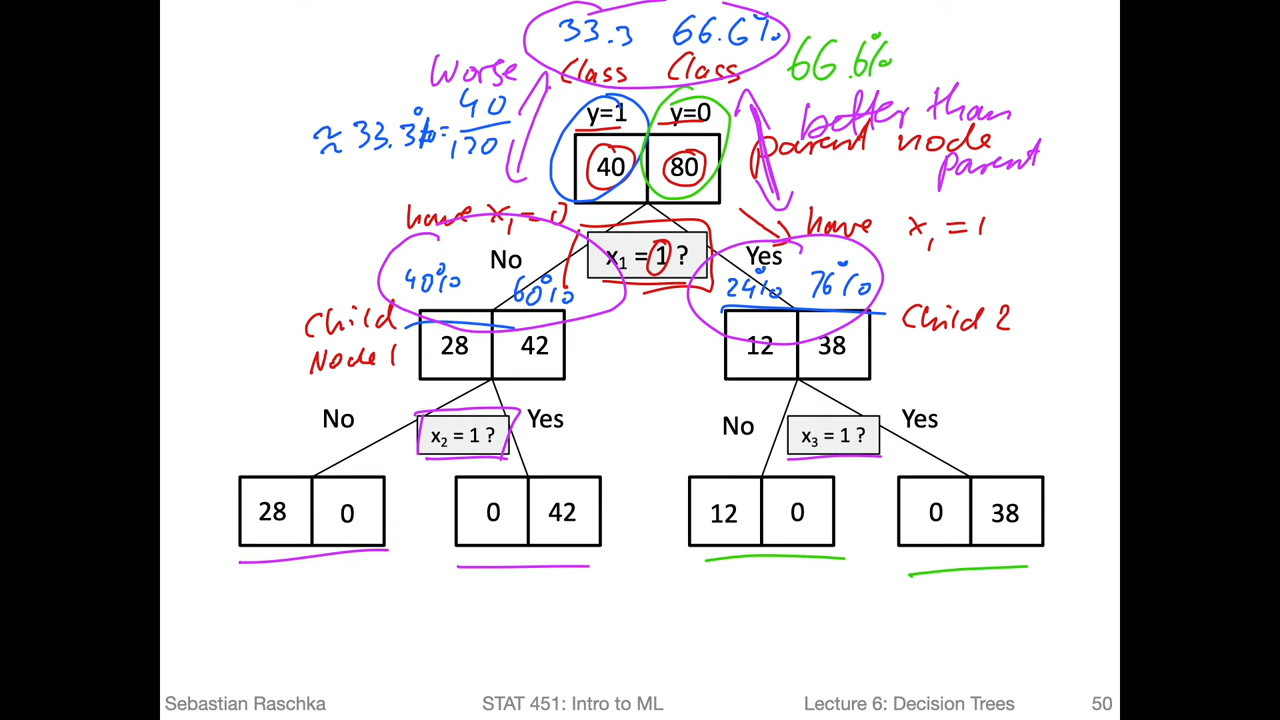 33.3 66.6%
Worse Class Class 66.6%
≈ 33.3% = 40/120 y=1 y=0 better than
40 80 parent node
parent
have x₁ = 0 have x₁ = 1
No x₁ = 1 ? Yes
40% 60% 24% 76%
Child 28 42 12 38 Child 2
Node 1
No x₂ = 1 ? Yes No x₃ = 1 ? Yes
28 0 0 42 12 0 0 38
Sebastian Raschka STAT 451: Intro to ML Lecture 6: Decision Trees 50